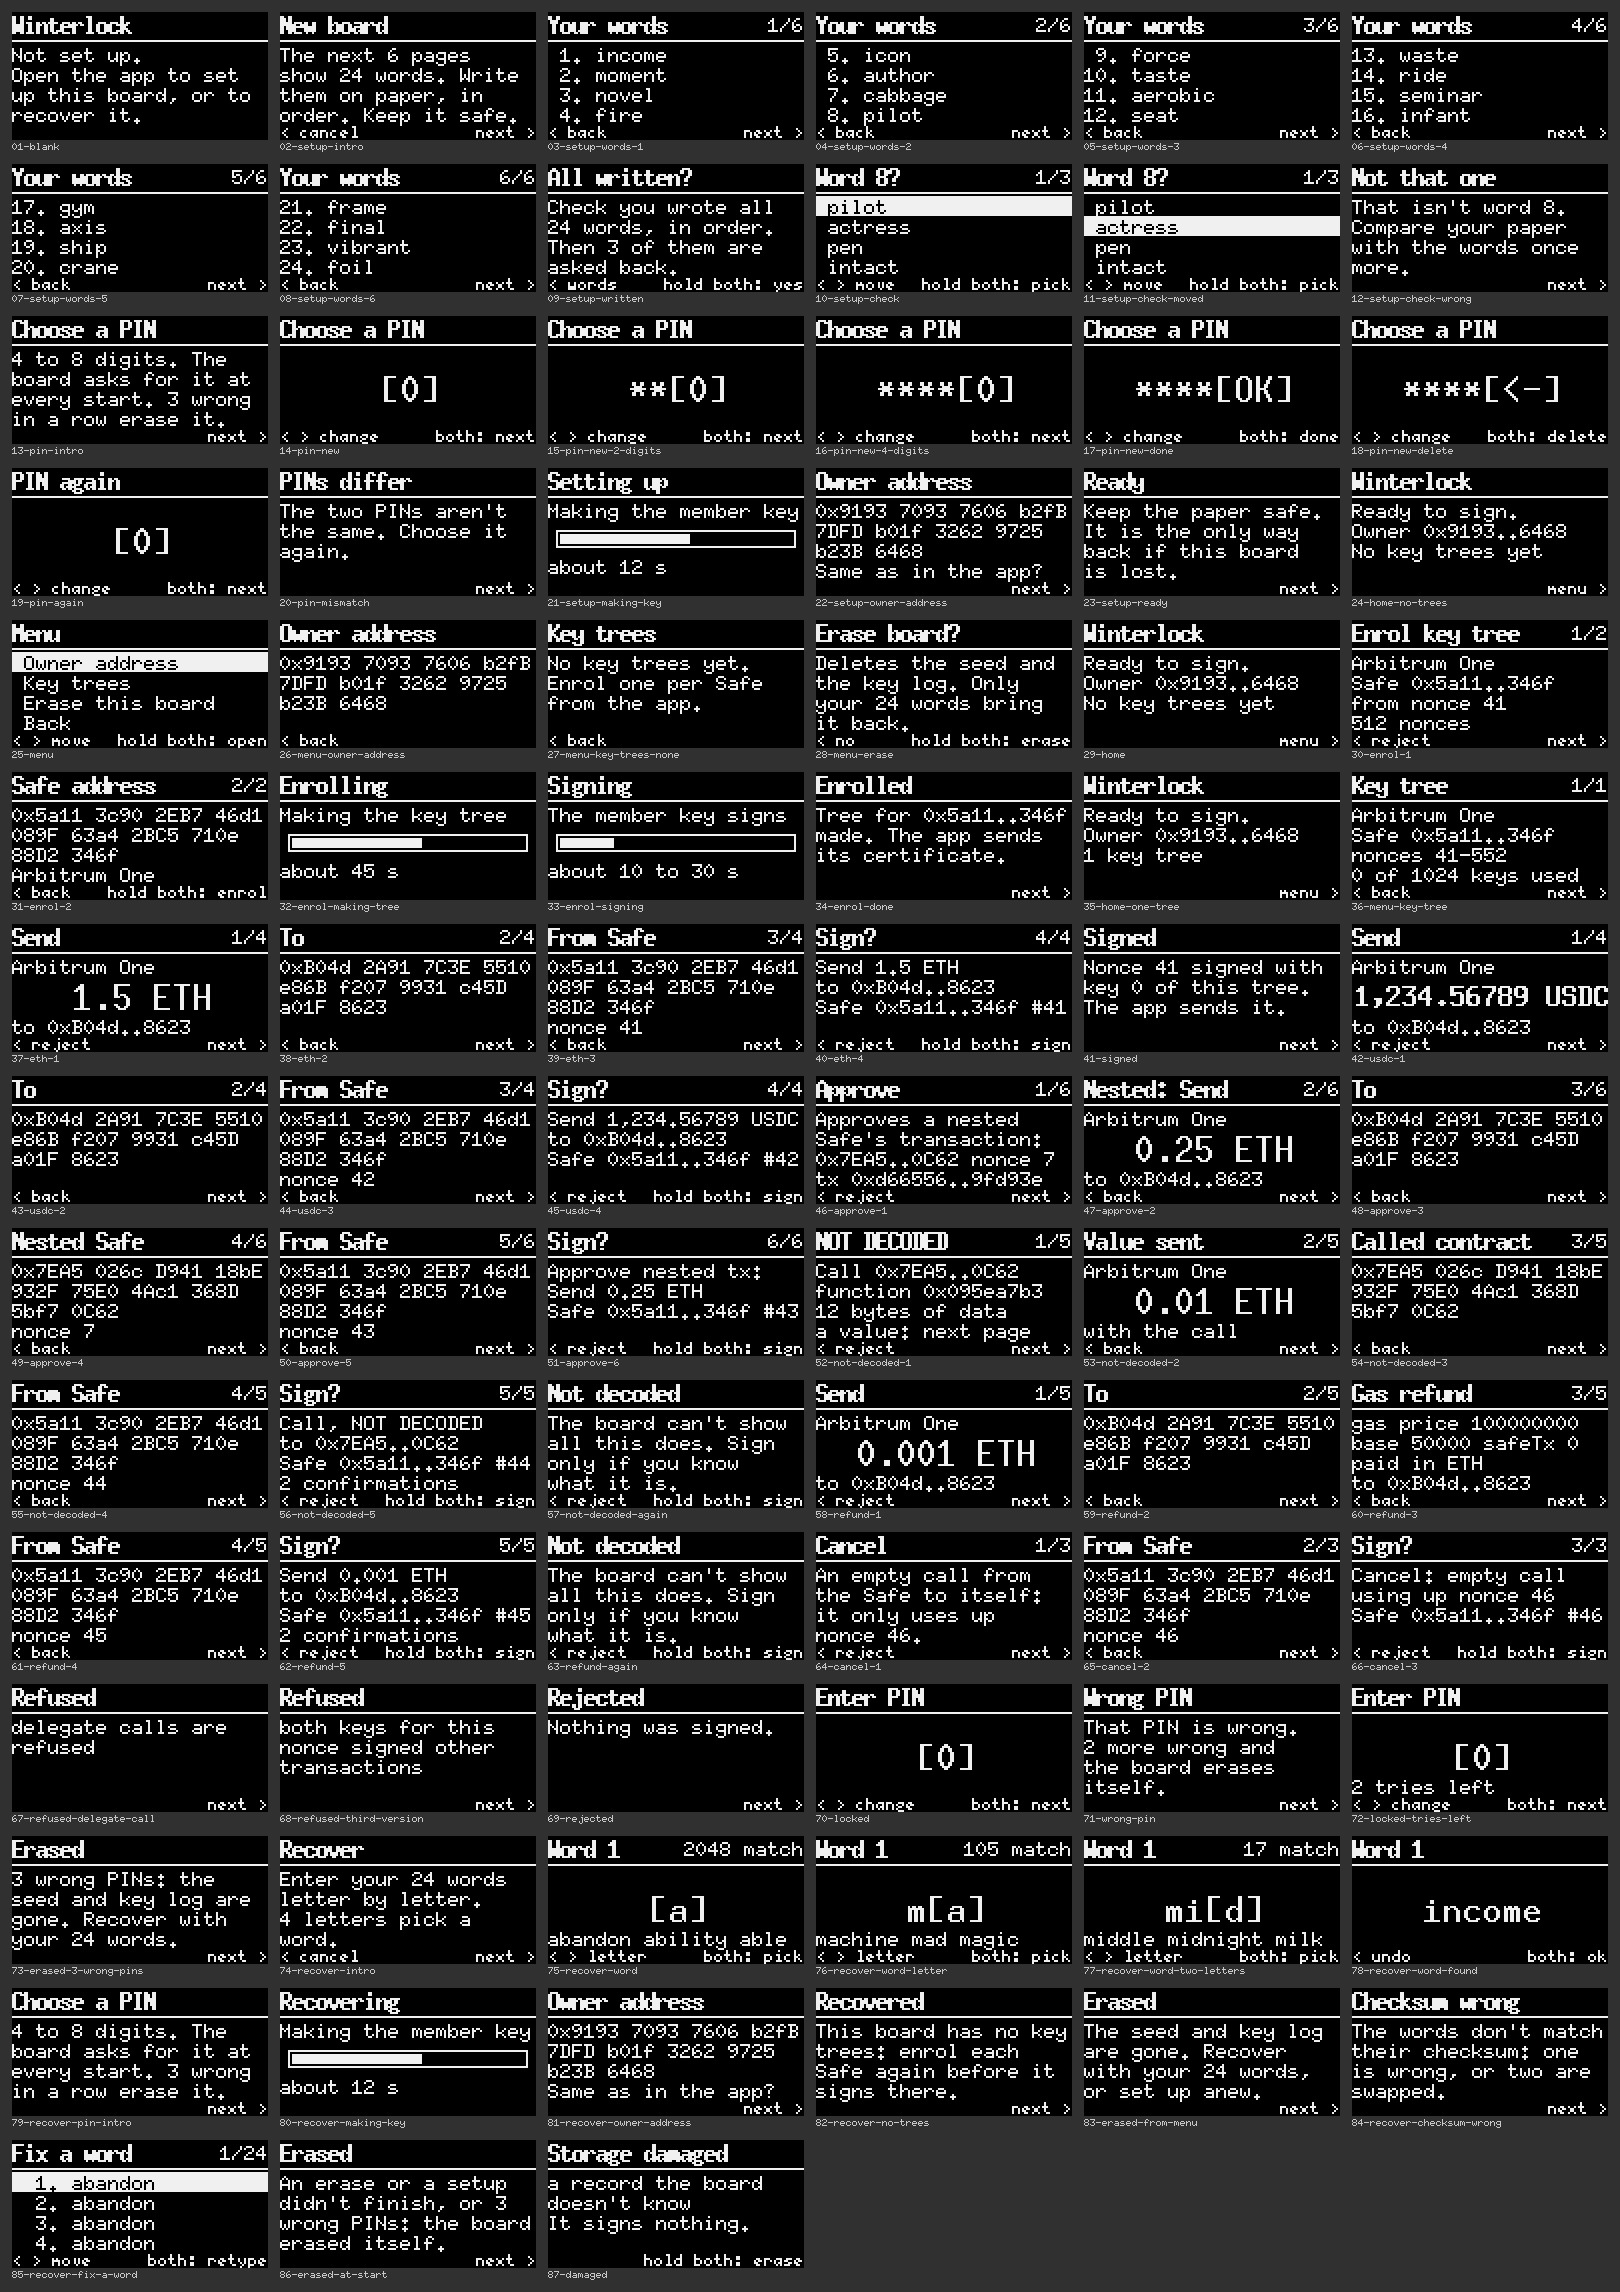 Winterlock
Not set up.
Open the app to set
up this board, or to
recover it.
01-blank
New board
The next 6 pages
show 24 words. Write
them on paper, in
order. Keep it safe.
< cancel next >
02-setup-intro
Your words 1/6
1. income
2. moment
3. novel
4. fire
< back next >
03-setup-words-1
Your words 2/6
5. icon
6. author
7. cabbage
8. pilot
< back next >
04-setup-words-2
Your words 3/6
9. force
10. taste
11. aerobic
12. seat
< back next >
05-setup-words-3
Your words 4/6
13. waste
14. ride
15. seminar
16. infant
< back next >
06-setup-words-4
Your words 5/6
17. gym
18. axis
19. ship
20. crane
< back next >
07-setup-words-5
Your words 6/6
21. frame
22. final
23. vibrant
24. foil
< back next >
08-setup-words-6
All written?
Check you wrote all
24 words, in order.
Then 3 of them are
asked back.
< words hold both: yes
09-setup-written
Word 8? 1/3
pilot
actress
pen
intact
< > move hold both: pick
10-setup-check
Word 8? 1/3
pilot
actress
pen
intact
< > move hold both: pick
11-setup-check-moved
Not that one
That isn't word 8.
Compare your paper
with the words once
more.
next >
12-setup-check-wrong
Choose a PIN
4 to 8 digits. The
board asks for it at
every start. 3 wrong
in a row erase it.
next >
13-pin-intro
Choose a PIN
[0]
< > change both: next
14-pin-new
Choose a PIN
**[0]
< > change both: next
15-pin-new-2-digits
Choose a PIN
****[0]
< > change both: next
16-pin-new-4-digits
Choose a PIN
****[OK]
< > change both: done
17-pin-new-done
Choose a PIN
****[<-]
< > change both: delete
18-pin-new-delete
PIN again
[0]
< > change both: next
19-pin-again
PINs differ
The two PINs aren't
the same. Choose it
again.
next >
20-pin-mismatch
Setting up
Making the member key
about 12 s
21-setup-making-key
Owner address
0x9193 7093 7606 b2fB
7DFD b01f 3262 9725
b23B 6468
Same as in the app?
next >
22-setup-owner-address
Ready
Keep the paper safe.
It is the only way
back if this board
is lost.
next >
23-setup-ready
Winterlock
Ready to sign.
Owner 0x9193..6468
No key trees yet
menu >
24-home-no-trees
Menu
Owner address
Key trees
Erase this board
Back
< > move hold both: open
25-menu
Owner address
0x9193 7093 7606 b2fB
7DFD b01f 3262 9725
b23B 6468
< back
26-menu-owner-address
Key trees
No key trees yet.
Enrol one per Safe
from the app.
< back
27-menu-key-trees-none
Erase board?
Deletes the seed and
the key log. Only
your 24 words bring
it back.
< no hold both: erase
28-menu-erase
Winterlock
Ready to sign.
Owner 0x9193..6468
No key trees yet
menu >
29-home
Enrol key tree 1/2
Arbitrum One
Safe 0x5a11..346f
from nonce 41
512 nonces
< reject next >
30-enrol-1
Safe address 2/2
0x5a11 3c90 2EB7 46d1
089F 63a4 2BC5 710e
88D2 346f
Arbitrum One
< back hold both: enrol
31-enrol-2
Enrolling
Making the key tree
about 45 s
32-enrol-making-tree
Signing
The member key signs
about 10 to 30 s
33-enrol-signing
Enrolled
Tree for 0x5a11..346f
made. The app sends
its certificate.
next >
34-enrol-done
Winterlock
Ready to sign.
Owner 0x9193..6468
1 key tree
menu >
35-home-one-tree
Key tree 1/1
Arbitrum One
Safe 0x5a11..346f
nonces 41-552
0 of 1024 keys used
< back next >
36-menu-key-tree
Send 1/4
Arbitrum One
1.5 ETH
to 0xB04d..8623
< reject next >
37-eth-1
To 2/4
0xB04d 2A91 7C3E 5510
e86B f207 9931 c45D
a01F 8623
< back next >
38-eth-2
From Safe 3/4
0x5a11 3c90 2EB7 46d1
089F 63a4 2BC5 710e
88D2 346f
nonce 41
< back next >
39-eth-3
Sign? 4/4
Send 1.5 ETH
to 0xB04d..8623
Safe 0x5a11..346f #41
< reject hold both: sign
40-eth-4
Signed
Nonce 41 signed with
key 0 of this tree.
The app sends it.
next >
41-signed
Send 1/4
Arbitrum One
1,234.56789 USDC
to 0xB04d..8623
< reject next >
42-usdc-1
To 2/4
0xB04d 2A91 7C3E 5510
e86B f207 9931 c45D
a01F 8623
< back next >
43-usdc-2
From Safe 3/4
0x5a11 3c90 2EB7 46d1
089F 63a4 2BC5 710e
88D2 346f
nonce 42
< back next >
44-usdc-3
Sign? 4/4
Send 1,234.56789 USDC
to 0xB04d..8623
Safe 0x5a11..346f #42
< reject hold both: sign
45-usdc-4
Approve 1/6
Approves a nested
Safe's transaction:
0x7EA5..0C62 nonce 7
tx 0xd66556..9fd93e
< reject next >
46-approve-1
Nested: Send 2/6
Arbitrum One
0.25 ETH
to 0xB04d..8623
< back next >
47-approve-2
To 3/6
0xB04d 2A91 7C3E 5510
e86B f207 9931 c45D
a01F 8623
< back next >
48-approve-3
Nested Safe 4/6
0x7EA5 026c D941 18bE
932F 75E0 4Ac1 368D
5bf7 0C62
nonce 7
< back next >
49-approve-4
From Safe 5/6
0x5a11 3c90 2EB7 46d1
089F 63a4 2BC5 710e
88D2 346f
nonce 43
< back next >
50-approve-5
Sign? 6/6
Approve nested tx:
Send 0.25 ETH
Safe 0x5a11..346f #43
< reject hold both: sign
51-approve-6
NOT DECODED 1/5
Call 0x7EA5..0C62
function 0x095ea7b3
12 bytes of data
a value: next page
< reject next >
52-not-decoded-1
Value sent 2/5
Arbitrum One
0.01 ETH
with the call
< back next >
53-not-decoded-2
Called contract 3/5
0x7EA5 026c D941 18bE
932F 75E0 4Ac1 368D
5bf7 0C62
< back next >
54-not-decoded-3
From Safe 4/5
0x5a11 3c90 2EB7 46d1
089F 63a4 2BC5 710e
88D2 346f
nonce 44
< back next >
55-not-decoded-4
Sign? 5/5
Call, NOT DECODED
to 0x7EA5..0C62
Safe 0x5a11..346f #44
2 confirmations
< reject hold both: sign
56-not-decoded-5
Not decoded
The board can't show
all this does. Sign
only if you know
what it is.
< reject hold both: sign
57-not-decoded-again
Send 1/5
Arbitrum One
0.001 ETH
to 0xB04d..8623
< reject next >
58-refund-1
To 2/5
0xB04d 2A91 7C3E 5510
e86B f207 9931 c45D
a01F 8623
< back next >
59-refund-2
Gas refund 3/5
gas price 100000000
base 50000 safeTx 0
paid in ETH
to 0xB04d..8623
< back next >
60-refund-3
From Safe 4/5
0x5a11 3c90 2EB7 46d1
089F 63a4 2BC5 710e
88D2 346f
nonce 45
< back next >
61-refund-4
Sign? 5/5
Send 0.001 ETH
to 0xB04d..8623
Safe 0x5a11..346f #45
2 confirmations
< reject hold both: sign
62-refund-5
Not decoded
The board can't show
all this does. Sign
only if you know
what it is.
< reject hold both: sign
63-refund-again
Cancel 1/3
An empty call from
the Safe to itself:
it only uses up
nonce 46.
< reject next >
64-cancel-1
From Safe 2/3
0x5a11 3c90 2EB7 46d1
089F 63a4 2BC5 710e
88D2 346f
nonce 46
< back next >
65-cancel-2
Sign? 3/3
Cancel: empty call
using up nonce 46
Safe 0x5a11..346f #46
< reject hold both: sign
66-cancel-3
Refused
delegate calls are
refused
next >
67-refused-delegate-call
Refused
both keys for this
nonce signed other
transactions
next >
68-refused-third-version
Rejected
Nothing was signed.
next >
69-rejected
Enter PIN
[0]
< > change both: next
70-locked
Wrong PIN
That PIN is wrong.
2 more wrong and
the board erases
itself.
next >
71-wrong-pin
Enter PIN
[0]
2 tries left
< > change both: next
72-locked-tries-left
Erased
3 wrong PINs: the
seed and key log are
gone. Recover with
your 24 words.
next >
73-erased-3-wrong-pins
Recover
Enter your 24 words
letter by letter.
4 letters pick a
word.
< cancel next >
74-recover-intro
Word 1 2048 match
[a]
abandon ability able
< > letter both: pick
75-recover-word
Word 1 105 match
m[a]
machine mad magic
< > letter both: pick
76-recover-word-letter
Word 1 17 match
mi[d]
middle midnight milk
< > letter both: pick
77-recover-word-two-letters
Word 1
income
< undo both: ok
78-recover-word-found
Choose a PIN
4 to 8 digits. The
board asks for it at
every start. 3 wrong
in a row erase it.
next >
79-recover-pin-intro
Recovering
Making the member key
about 12 s
80-recover-making-key
Owner address
0x9193 7093 7606 b2fB
7DFD b01f 3262 9725
b23B 6468
Same as in the app?
next >
81-recover-owner-address
Recovered
This board has no key
trees: enrol each
Safe again before it
signs there.
next >
82-recover-no-trees
Erased
The seed and key log
are gone. Recover
with your 24 words,
or set up anew.
next >
83-erased-from-menu
Checksum wrong
The words don't match
their checksum: one
is wrong, or two are
swapped.
next >
84-recover-checksum-wrong
Fix a word 1/24
1. abandon
2. abandon
3. abandon
4. abandon
< > move both: retype
85-recover-fix-a-word
Erased
An erase or a setup
didn't finish, or 3
wrong PINs: the board
erased itself.
next >
86-erased-at-start
Storage damaged
a record the board
doesn't know
It signs nothing.
hold both: erase
87-damaged